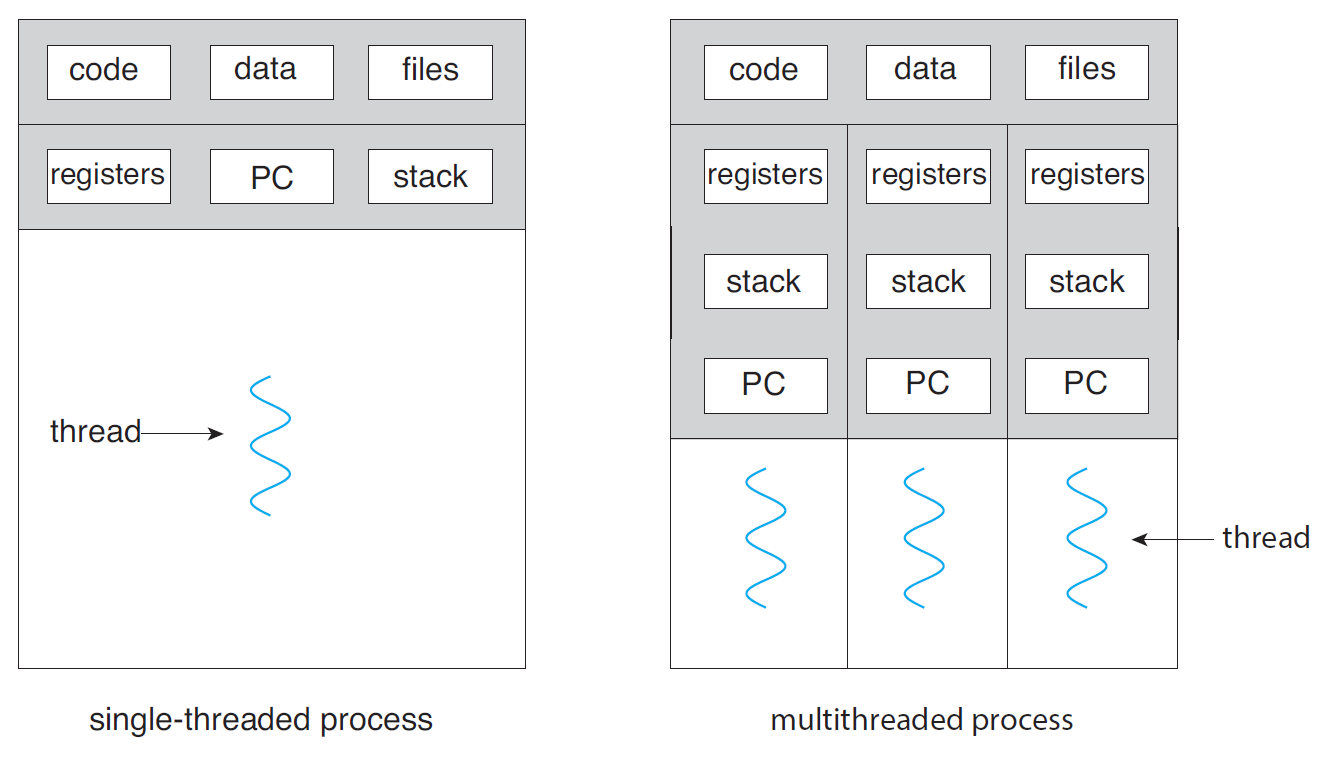 code data files
registers PC stack
thread
single-threaded process
code data files
registers registers registers
stack stack stack
PC PC PC
thread
multithreaded process